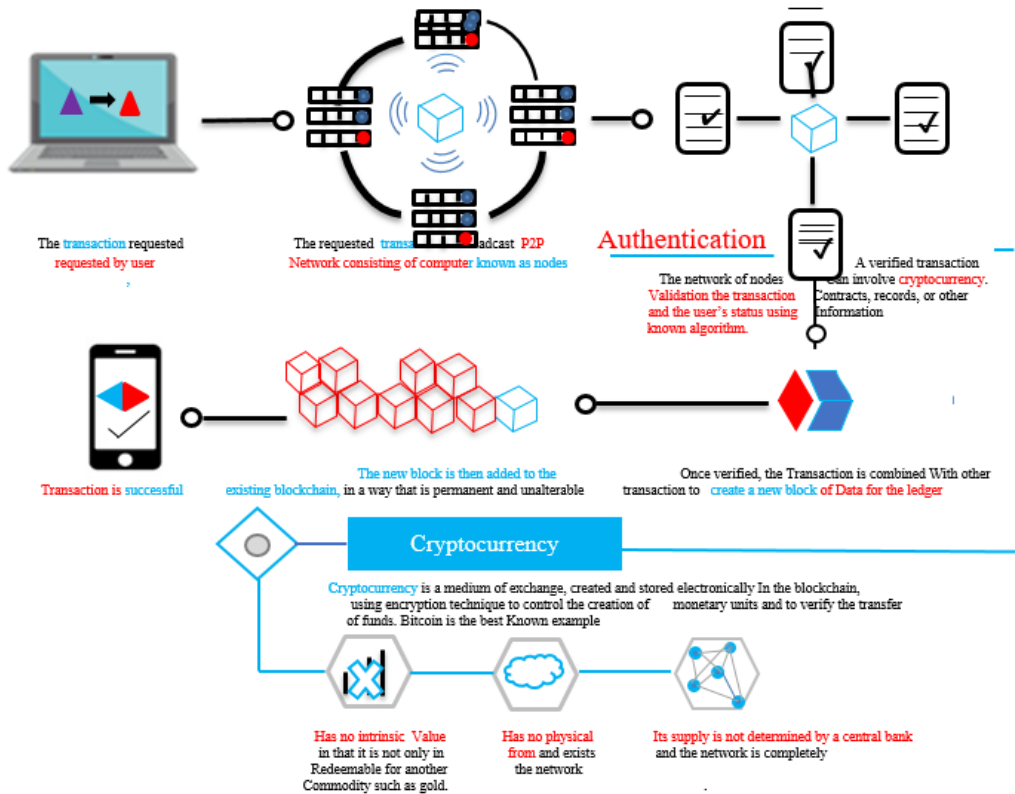 The transaction requested
requested by user
,
The requested transa adcast P2P
Network consisting of computer known as nodes
Authentication
The network of nodes
Validation the transaction
and the user's status using
known algorithm.
A verified transaction
an involve cryptocurrency.
Contracts, records, or other
Information
Transaction is successful
The new block is then added to the
existing blockchain, in a way that is permanent and unalterable
Once verified, the Transaction is combined With other
transaction to create a new block of Data for the ledger
Cryptocurrency
Cryptocurrency is a medium of exchange, created and stored electronically In the blockchain,
using encryption technique to control the creation of monetary units and to verify the transfer
of funds. Bitcoin is the best Known example
Has no intrinsic Value
in that it is not only in
Redeemable for another
Commodity such as gold.
Has no physical
from and exists
the network
Its supply is not determined by a central bank
and the network is completely
.